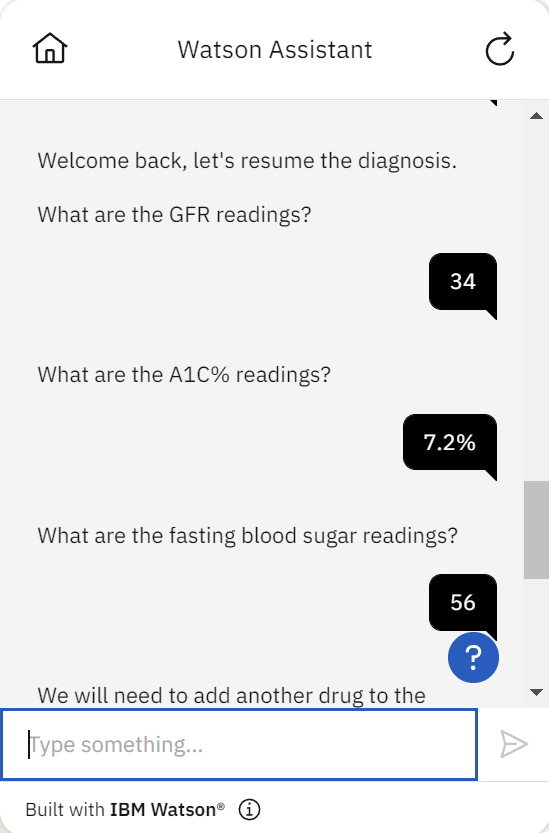 Watson Assistant
Welcome back, let's resume the diagnosis.
What are the GFR readings?
34
What are the A1C% readings?
7.2%
What are the fasting blood sugar readings?
56
?
We will need to add another drug to the
Type something...
Built with IBM Watson®